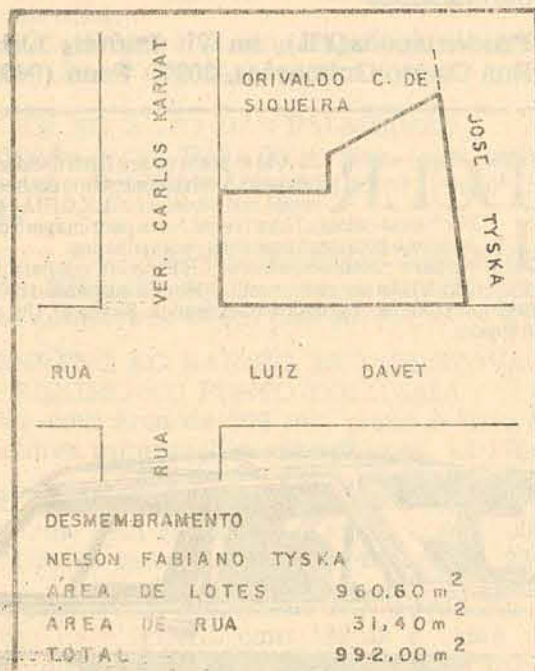 ORIVALDO C. DE
SIQUEIRA
JOSE TYSKA
RUA VER. CARLOS KARVAT
RUA LUIZ DAVET
DESMEMBRAMENTO
NELSON FABIANO TYSKA
AREA DE LOTES 960.60 m²
AREA DE RUA 31,40 m²
TOTAL 992,00 m²